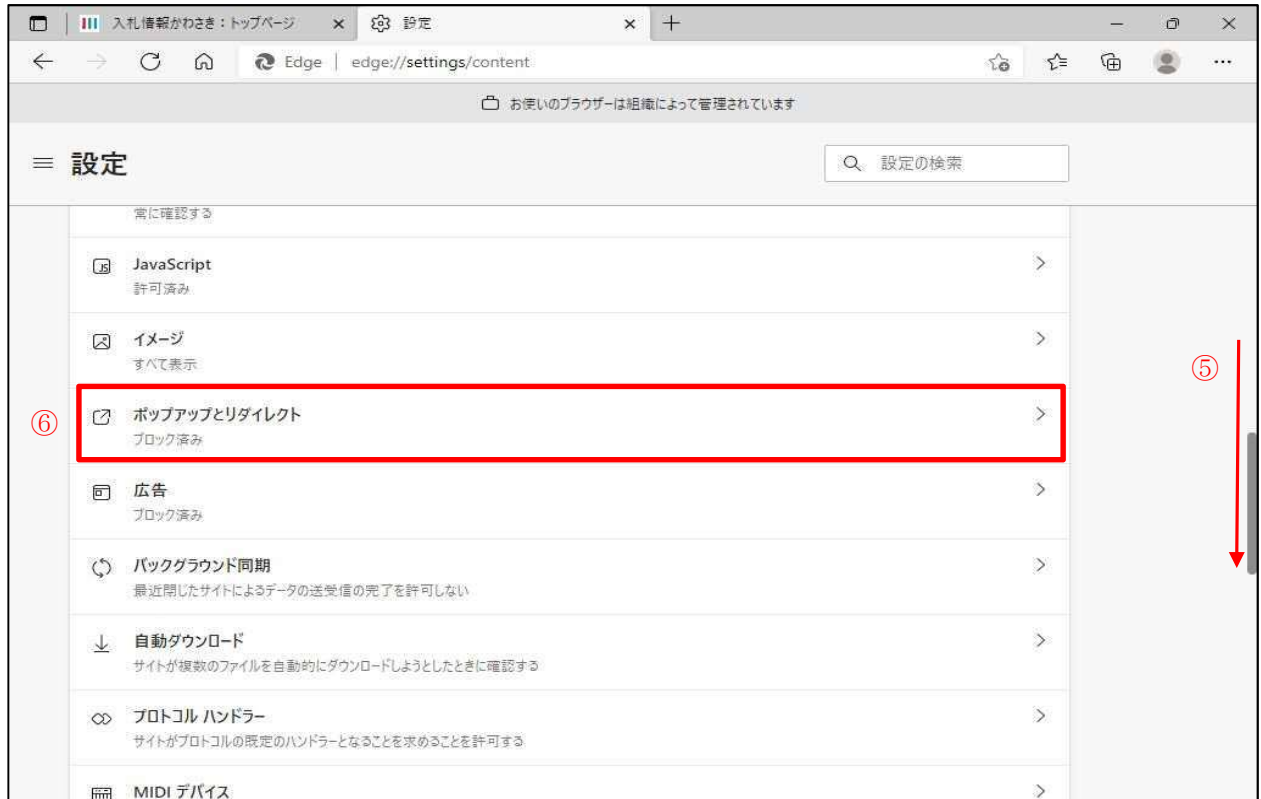 入札情報かわさき：トップページ
設定
Edge | edge://settings/content
お使いのブラウザーは組織によって管理されています
設定
設定の検索
常に確認する
JavaScript
許可済み
イメージ
すべて表示
⑤
⑥
ポップアップとリダイレクト
ブロック済み
広告
ブロック済み
バックグラウンド同期
最近閉じたサイトによるデータの送受信の完了を許可しない
自動ダウンロード
サイトが複数のファイルを自動的にダウンロードしようとしたときに確認する
プロトコル ハンドラー
サイトがプロトコルの既定のハンドラーとなることを求めることを許可する
MIDI デバイス